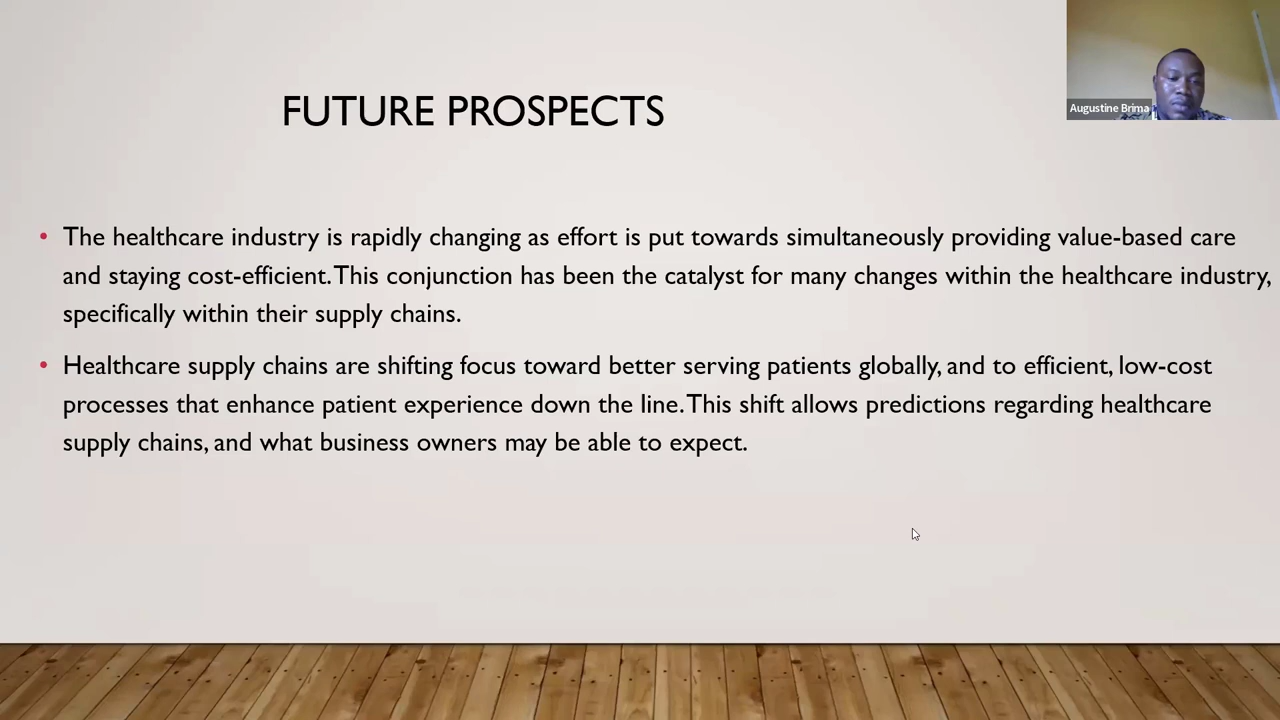 FUTURE PROSPECTS
Augustine Brima
• The healthcare industry is rapidly changing as effort is put towards simultaneously providing value-based care
and staying cost-efficient. This conjunction has been the catalyst for many changes within the healthcare industry,
specifically within their supply chains.
• Healthcare supply chains are shifting focus toward better serving patients globally, and to efficient, low-cost
processes that enhance patient experience down the line. This shift allows predictions regarding healthcare
supply chains, and what business owners may be able to expect.